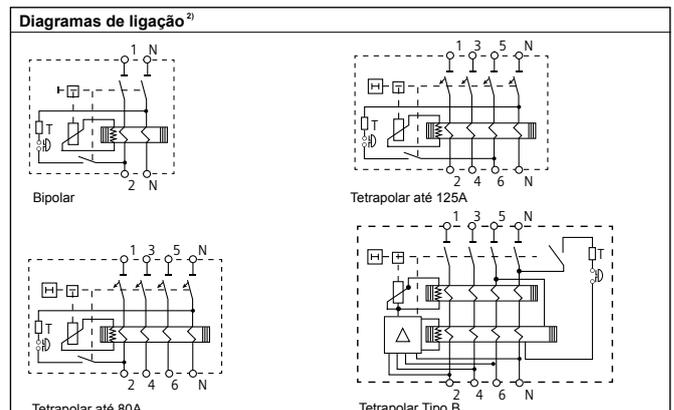 Diagramas de ligação 2)
1 N
T
2 N
Bipolar
1 3 5 N
H
T
2 4 6 N
Tetrapolar até 125A
1 3 5 N
H
T
2 4 6 N
Tetrapolar até 80A
1 3 5 N
H
T
Δ
2 4 6 N
Tetrapolar Tipo B